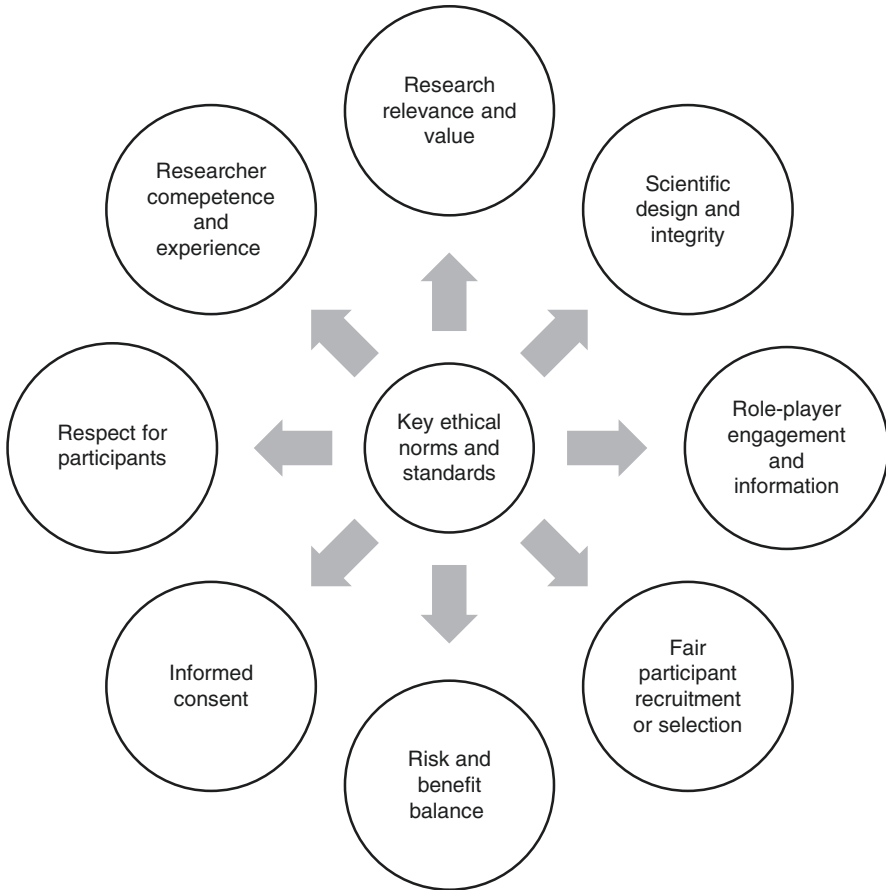 Research
relevance and
value
Scientific
design and
integrity
Role-player
engagement
and
information
Fair
participant
recruitment
or selection
Risk and
benefit
balance
Informed
consent
Respect for
participants
Researcher
comepetence
and
experience
Key ethical
norms and
standards